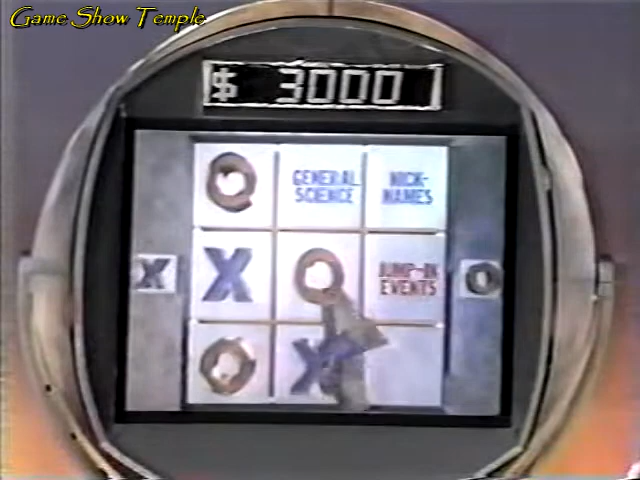 Game Show Temple
$ 3000
O GENERAL SCIENCE NICK-NAMES
X X O JUMP-IN EVENTS O
O X